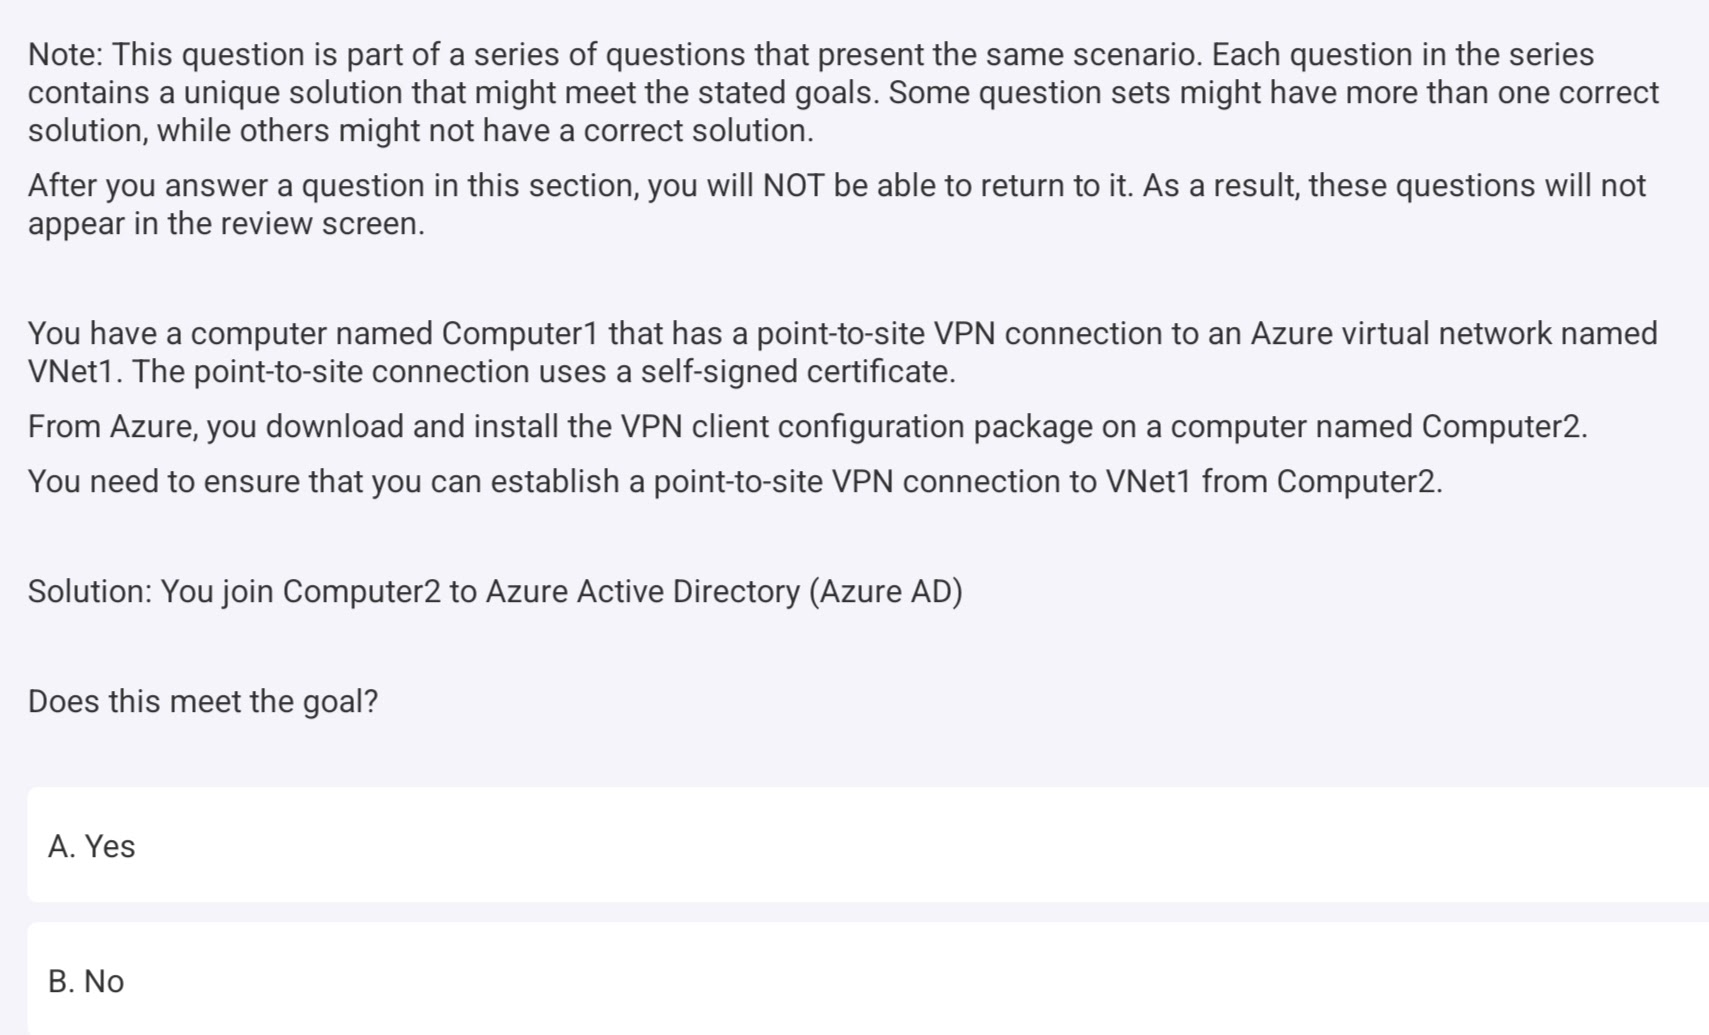 Note: This question is part of a series of questions that present the same scenario. Each question in the series
contains a unique solution that might meet the stated goals. Some question sets might have more than one correct
solution, while others might not have a correct solution.
After you answer a question in this section, you will NOT be able to return to it. As a result, these questions will not
appear in the review screen.
You have a computer named Computer1 that has a point-to-site VPN connection to an Azure virtual network named
VNet1. The point-to-site connection uses a self-signed certificate.
From Azure, you download and install the VPN client configuration package on a computer named Computer2.
You need to ensure that you can establish a point-to-site VPN connection to VNet1 from Computer2.
Solution: You join Computer2 to Azure Active Directory (Azure AD)
Does this meet the goal?
A. Yes
B. No